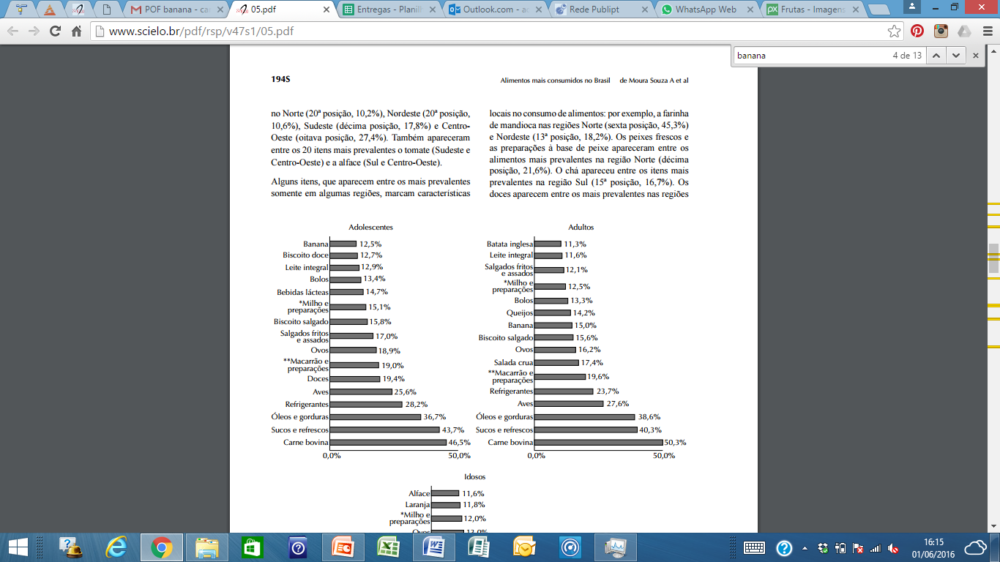 POF banana - ca
05.pdf
Entregas - Planilh
Outlook.com - ac
Rede Publipt
WhatsApp Web
Frutas - Imagens
www.scielo.br/pdf/rsp/v47s1/05.pdf
banana 4 de 13
194S
Alimentos mais consumidos no Brasil de Moura Souza A et al
no Norte (20ª posição, 10,2%), Nordeste (20ª posição,
10,6%), Sudeste (décima posição, 17,8%) e Centro-
Oeste (oitava posição, 27,4%). Também apareceram
entre os 20 itens mais prevalentes o tomate (Sudeste e
Centro-Oeste) e a alface (Sul e Centro-Oeste).
Alguns itens, que aparecem entre os mais prevalentes
somente em algumas regiões, marcam características
locais no consumo de alimentos: por exemplo, a farinha
de mandioca nas regiões Norte (sexta posição, 45,3%)
e Nordeste (13ª posição, 18,2%). Os peixes frescos e
as preparações à base de peixe apareceram entre os
alimentos mais prevalentes na região Norte (décima
posição, 21,6%). O chá apareceu entre os itens mais
prevalentes na região Sul (15ª posição, 16,7%). Os
doces aparecem entre os mais prevalentes nas regiões
Adolescentes
Banana 12,5%
Biscoito doce 12,7%
Leite integral 12,9%
Bolos 13,4%
Bebidas lácteas 14,7%
*Milho e
preparações 15,1%
Biscoito salgado 15,8%
Salgados fritos
e assados 17,0%
Ovos 18,9%
**Macarrão e
preparações 19,0%
Doces 19,4%
Aves 25,6%
Refrigerantes 28,2%
Óleos e gorduras 36,7%
Sucos e refrescos 43,7%
Carne bovina 46,5%
0,0% 50,0%
Adultos
Batata inglesa 11,3%
Leite integral 11,6%
Salgados fritos
e assados 12,1%
*Milho e
preparações 12,5%
Bolos 13,3%
Queijos 14,2%
Banana 15,0%
Biscoito salgado 15,6%
Ovos 16,2%
Salada crua 17,4%
**Macarrão e
preparações 19,6%
Refrigerantes 23,7%
Aves 27,6%
Óleos e gorduras 38,6%
Sucos e refrescos 40,3%
Carne bovina 50,3%
0,0% 50,0%
Idosos
Alface 11,6%
Laranja 11,8%
*Milho e
preparações 12,0%
Ovos 13,0%
16:15
01/06/2016